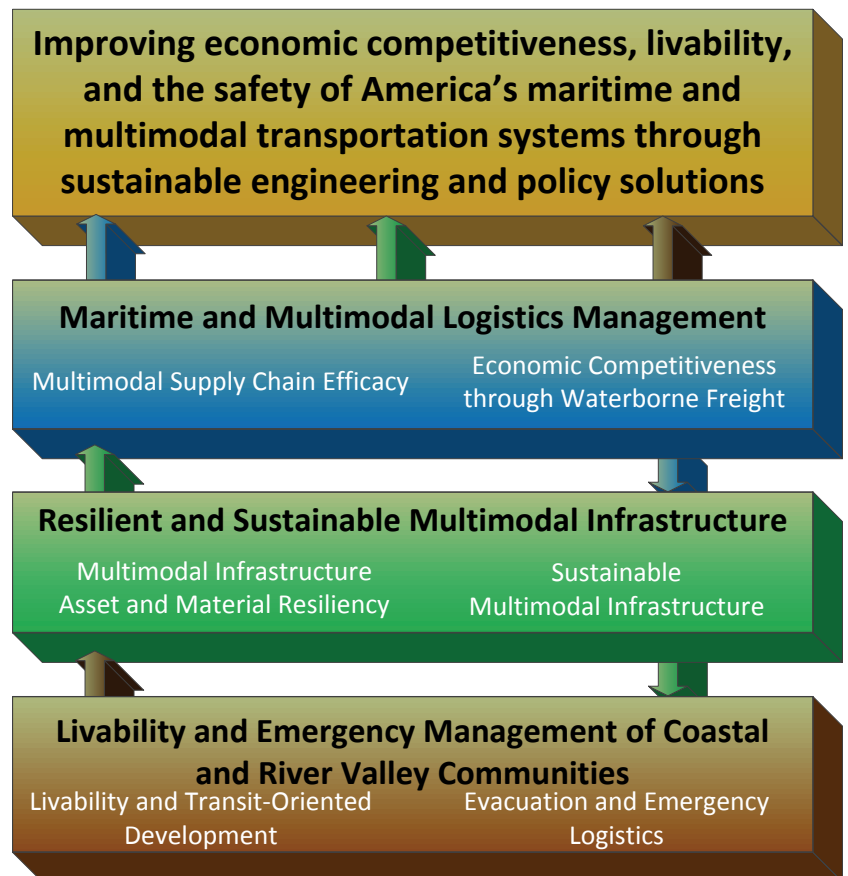 Improving economic competitiveness, livability,
and the safety of America’s maritime and
multimodal transportation systems through
sustainable engineering and policy solutions
Maritime and Multimodal Logistics Management
Multimodal Supply Chain Efficacy
Economic Competitiveness
through Waterborne Freight
Resilient and Sustainable Multimodal Infrastructure
Multimodal Infrastructure
Asset and Material Resiliency
Sustainable
Multimodal Infrastructure
Livability and Emergency Management of Coastal
and River Valley Communities
Livability and Transit-Oriented
Development
Evacuation and Emergency
Logistics